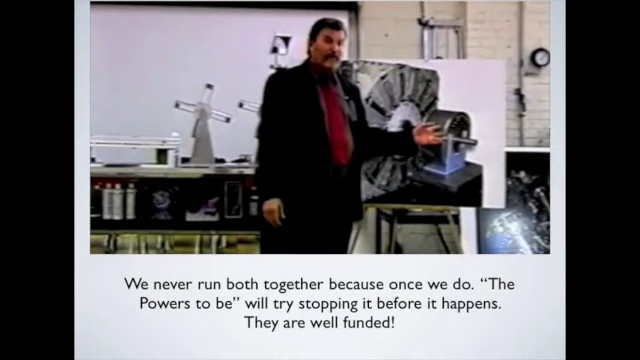 We never run both together because once we do. “The
Powers to be” will try stopping it before it happens.
They are well funded!